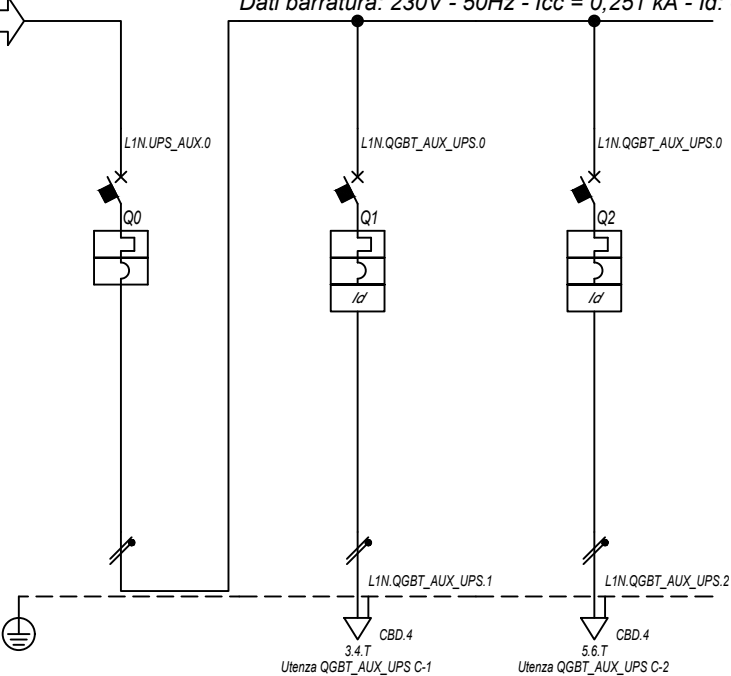 Dati barratura: 230V - 50Hz - Icc = 0,251 kA - Id:
L1N.UPS_AUX.0
L1N.QGBT_AUX_UPS.0
L1N.QGBT_AUX_UPS.0
Q0
Q1
Q2
Id
Id
L1N.QGBT_AUX_UPS.1
L1N.QGBT_AUX_UPS.2
CBD.4
CBD.4
3.4.T
5.6.T
Utenza QGBT_AUX_UPS C-1
Utenza QGBT_AUX_UPS C-2